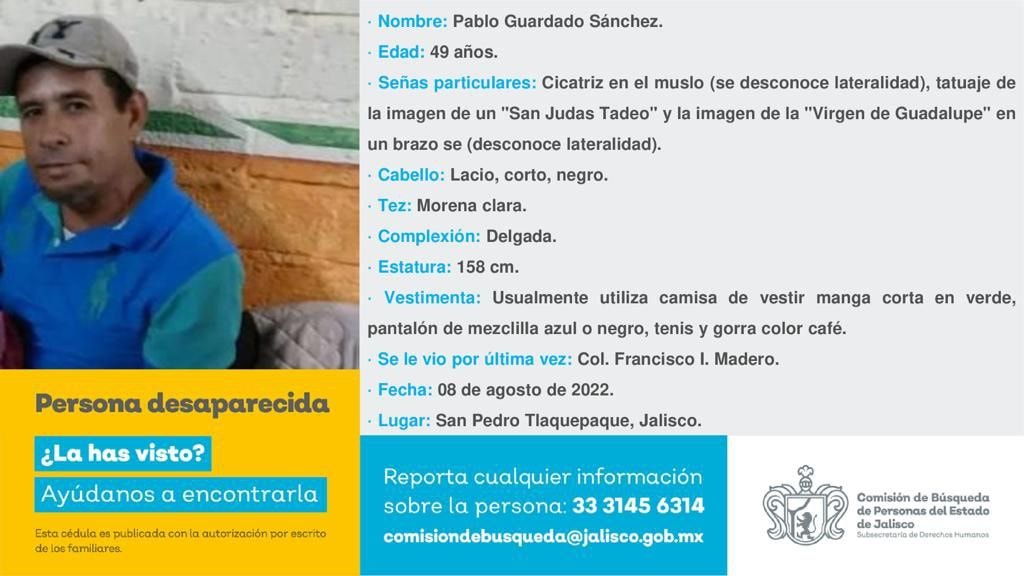 · Nombre: Pablo Guardado Sánchez.
· Edad: 49 años.
· Señas particulares: Cicatriz en el muslo (se desconoce lateralidad), tatuaje de
la imagen de un "San Judas Tadeo" y la imagen de la "Virgen de Guadalupe" en
un brazo se (desconoce lateralidad).
· Cabello: Lacio, corto, negro.
· Tez: Morena clara.
· Complexión: Delgada.
· Estatura: 158 cm.
· Vestimenta: Usualmente utiliza camisa de vestir manga corta en verde,
pantalón de mezclilla azul o negro, tenis y gorra color café.
· Se le vio por última vez: Col. Francisco I. Madero.
· Fecha: 08 de agosto de 2022.
· Lugar: San Pedro Tlaquepaque, Jalisco.
Persona desaparecida
¿La has visto?
Ayúdanos a encontrarla
Esta cédula es publicada con la autorización por escrito
de los familiares.
Reporta cualquier información
sobre la persona: 33 3145 6314
comisiondebusqueda@jalisco.gob.mx
Comisión de Búsqueda
de Personas del Estado
de Jalisco
Subsecretaría de Derechos Humanos